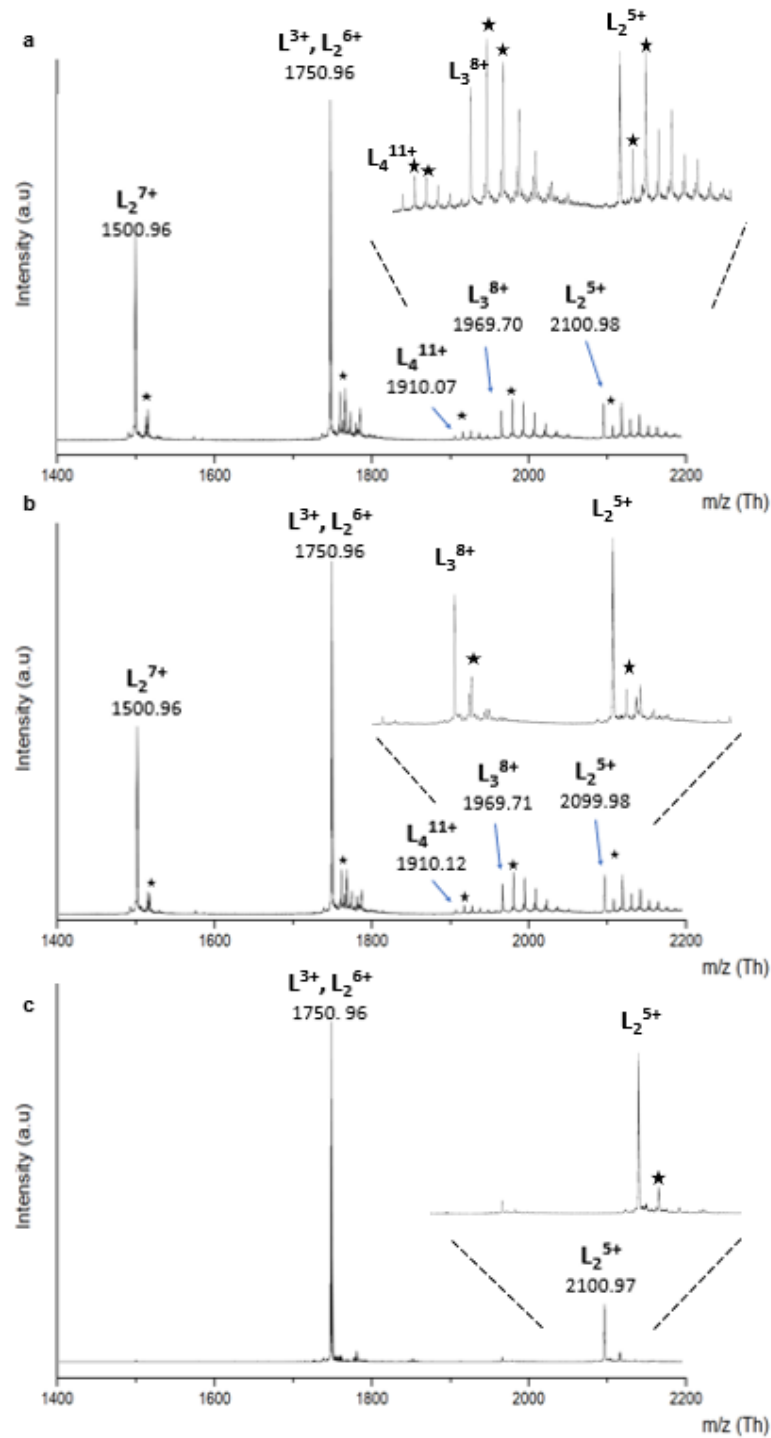 a
L³⁺, L₂⁶⁺
1750.96
L₂⁷⁺
1500.96
L₄¹¹⁺
★
★
L₃⁸⁺
★
★
L₂⁵⁺
★
★
L₄¹¹⁺
1910.07
L₃⁸⁺
1969.70
L₂⁵⁺
2100.98
★ ★ ★ ★ ★
Intensity (a.u)
1400 1600 1800 2000 2200
m/z (Th)
b
L³⁺, L₂⁶⁺
1750.96
L₂⁷⁺
1500.96
L₃⁸⁺
★
L₂⁵⁺
★
L₄¹¹⁺
1910.12
L₃⁸⁺
1969.71
L₂⁵⁺
2099.98
★ ★ ★ ★ ★
Intensity (a.u)
1400 1600 1800 2000 2200
m/z (Th)
c
L³⁺, L₂⁶⁺
1750. 96
L₂⁵⁺
★
L₂⁵⁺
2100.97
Intensity (a.u)
1400 1600 1800 2000 2200
m/z (Th)